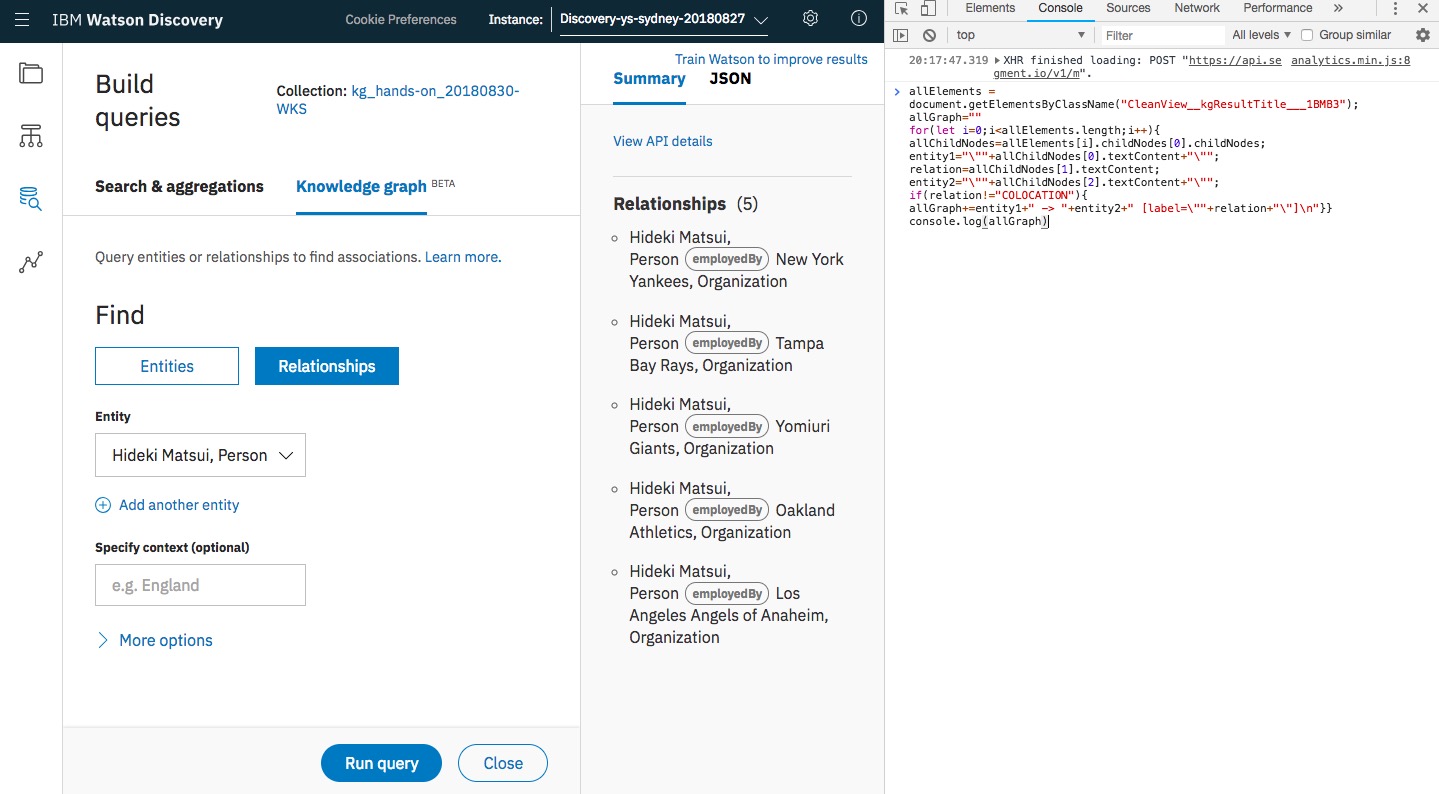 IBM Watson Discovery
Cookie Preferences
Instance:
Discovery-ys-sydney-20180827
Build
queries
Collection: kg_hands-on_20180830-
WKS
Search & aggregations
Knowledge graph BETA
Query entities or relationships to find associations. Learn more.
Find
Entities
Relationships
Entity
Hideki Matsui, Person
Add another entity
Specify context (optional)
e.g. England
More options
Run query
Close
Train Watson to improve results
Summary
JSON
View API details
Relationships (5)
Hideki Matsui,
Person employedBy New York
Yankees, Organization
Hideki Matsui,
Person employedBy Tampa
Bay Rays, Organization
Hideki Matsui,
Person employedBy Yomiuri
Giants, Organization
Hideki Matsui,
Person employedBy Oakland
Athletics, Organization
Hideki Matsui,
Person employedBy Los
Angeles Angels of Anaheim,
Organization
Elements
Console
Sources
Network
Performance
top
Filter
All levels
Group similar
20:17:47.319 XHR finished loading: POST "https://api.se analytics.min.js:8
gment.io/v1/m".
allElements =
document.getElementsByClassName("CleanView__kgResultTitle___1BMB3");
allGraph=""
for(let i=0;i<allElements.length;i++){
allChildNodes=allElements[i].childNodes[0].childNodes;
entity1="\""+allChildNodes[0].textContent+"\"";
relation=allChildNodes[1].textContent;
entity2="\""+allChildNodes[2].textContent+"\"";
if(relation!="COLOCATION"){
allGraph+=entity1+" -> "+entity2+" [label=\""+relation+"\"]\n"}}
console.log(allGraph)